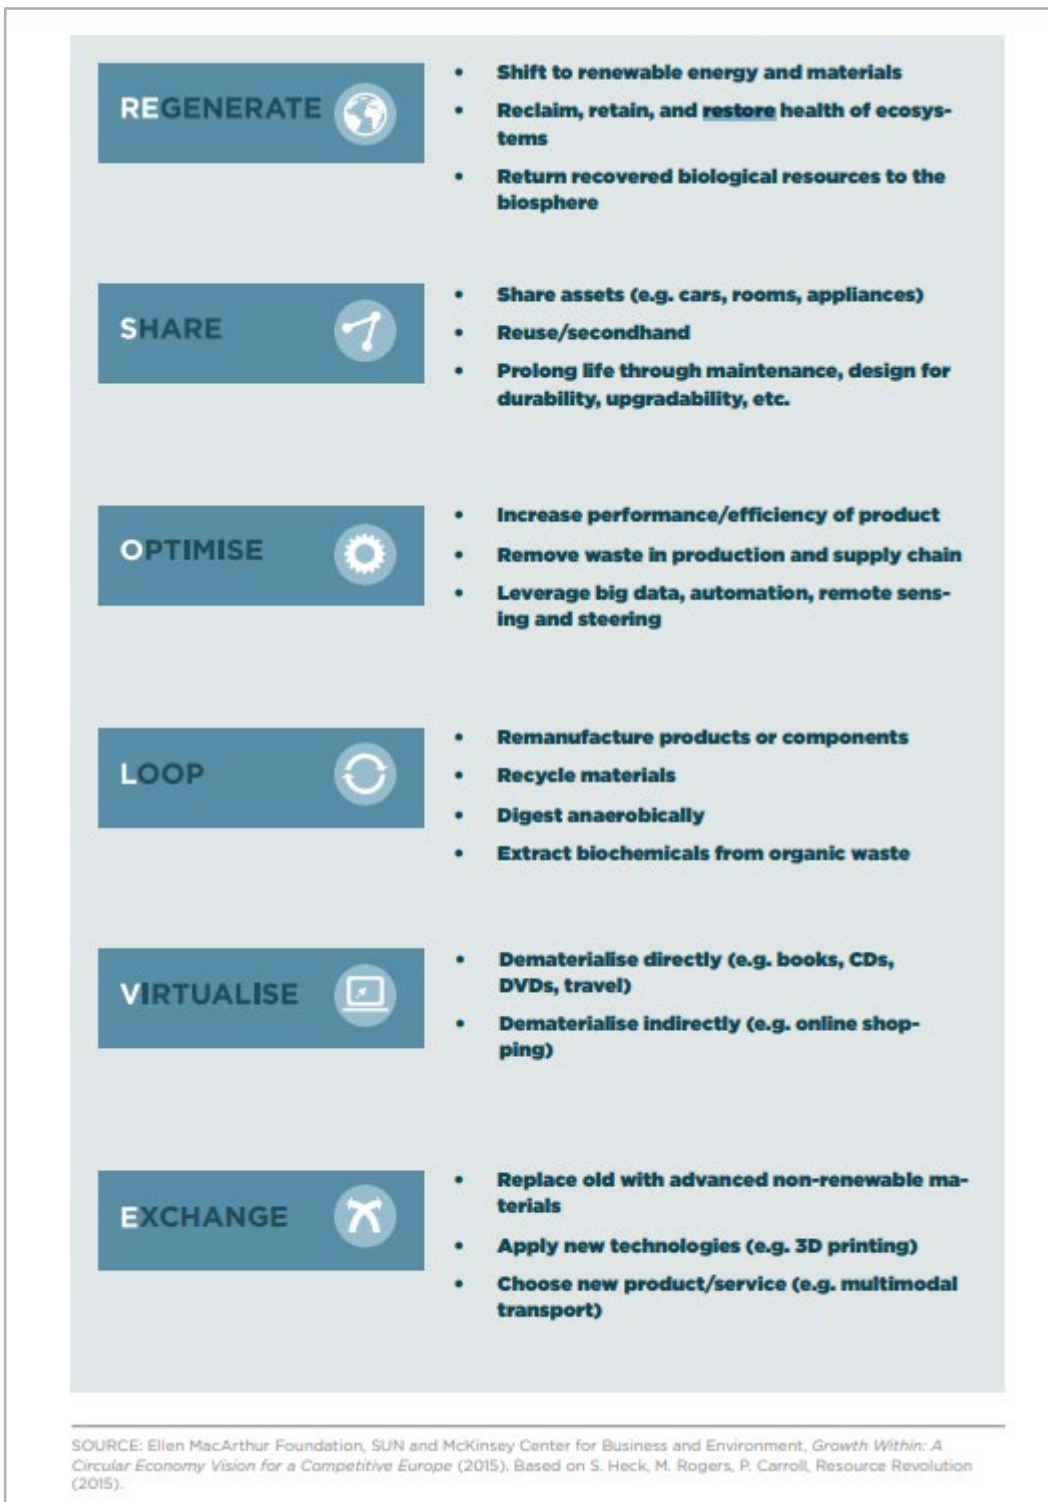 REGENERATE
• Shift to renewable energy and materials
• Reclaim, retain, and restore health of ecosys-
tems
• Return recovered biological resources to the
biosphere
SHARE
• Share assets (e.g. cars, rooms, appliances)
• Reuse/secondhand
• Prolong life through maintenance, design for
durability, upgradability, etc.
OPTIMISE
• Increase performance/efficiency of product
• Remove waste in production and supply chain
• Leverage big data, automation, remote sens-
ing and steering
LOOP
• Remanufacture products or components
• Recycle materials
• Digest anaerobically
• Extract biochemicals from organic waste
VIRTUALISE
• Dematerialise directly (e.g. books, CDs,
DVDs, travel)
• Dematerialise indirectly (e.g. online shop-
ping)
EXCHANGE
• Replace old with advanced non-renewable ma-
terials
• Apply new technologies (e.g. 3D printing)
• Choose new product/service (e.g. multimodal
transport)
SOURCE: Ellen MacArthur Foundation, SUN and McKinsey Center for Business and Environment, Growth Within: A
Circular Economy Vision for a Competitive Europe (2015). Based on S. Heck, M. Rogers, P. Carroll, Resource Revolution
(2015).